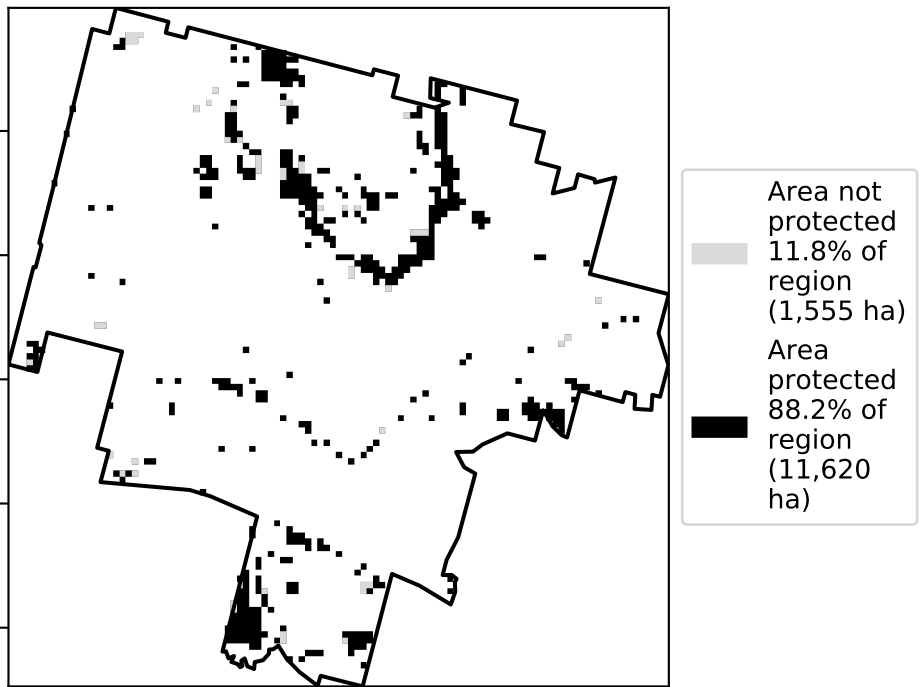 Area not
protected
11.8% of
region
(1,555 ha)
Area
protected
88.2% of
region
(11,620
ha)